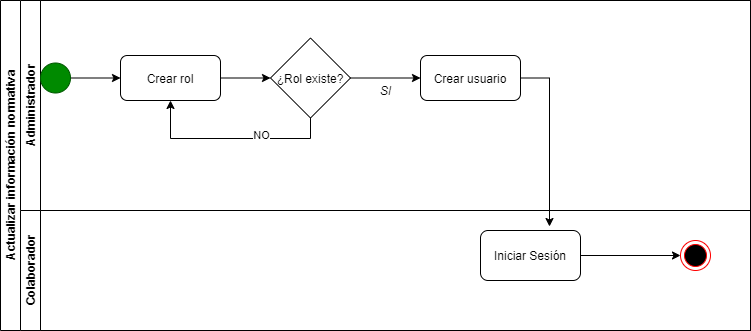 Actualizar información normativa
Administrador
Crear rol
¿Rol existe?
SI
Crear usuario
NO
Colaborador
Iniciar Sesión